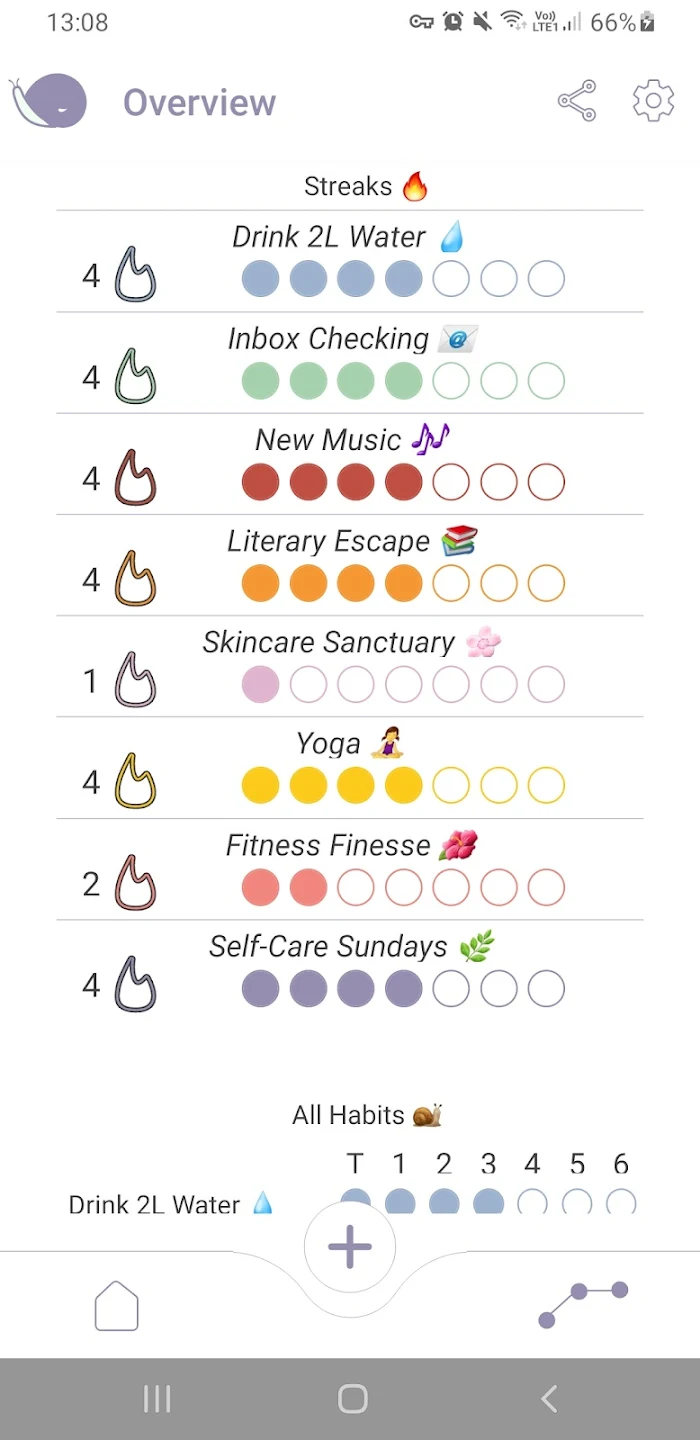 13:08 Vo) LTE1 66%
Overview
Streaks 🔥
Drink 2L Water 💧
4
Inbox Checking 📧
4
New Music 🎶
4
Literary Escape 📚
4
Skincare Sanctuary 🌸
1
Yoga 🧘‍♀️
4
Fitness Finesse 🌺
2
Self-Care Sundays 🌿
4
All Habits 🐌
T 1 2 3 4 5 6
Drink 2L Water 💧